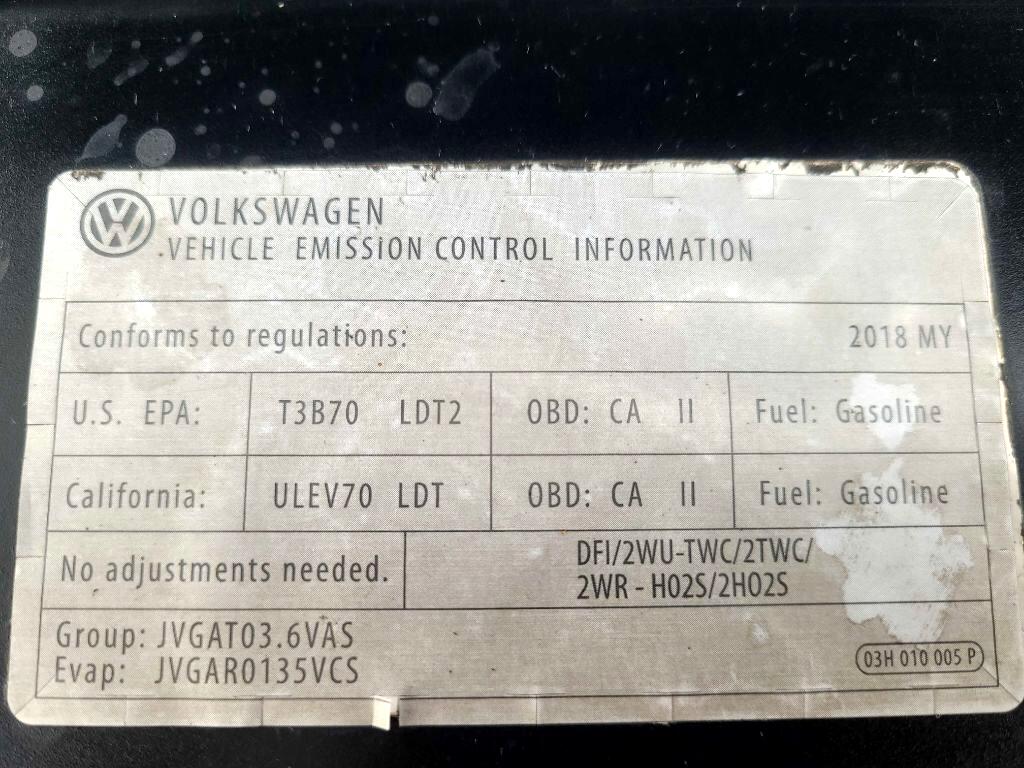 VOLKSWAGEN
VEHICLE EMISSION CONTROL INFORMATION
Conforms to regulations: 2018 MY
U.S. EPA: T3B70 LDT2 OBD: CA II Fuel: Gasoline
California: ULEV70 LDT OBD: CA II Fuel: Gasoline
No adjustments needed. DFI/2WU-TWC/2TWC/
2WR - HO2S/2HO2S
Group: JVGAT03.6VAS
Evap: JVGAR0135VCS
03H 010 005 P